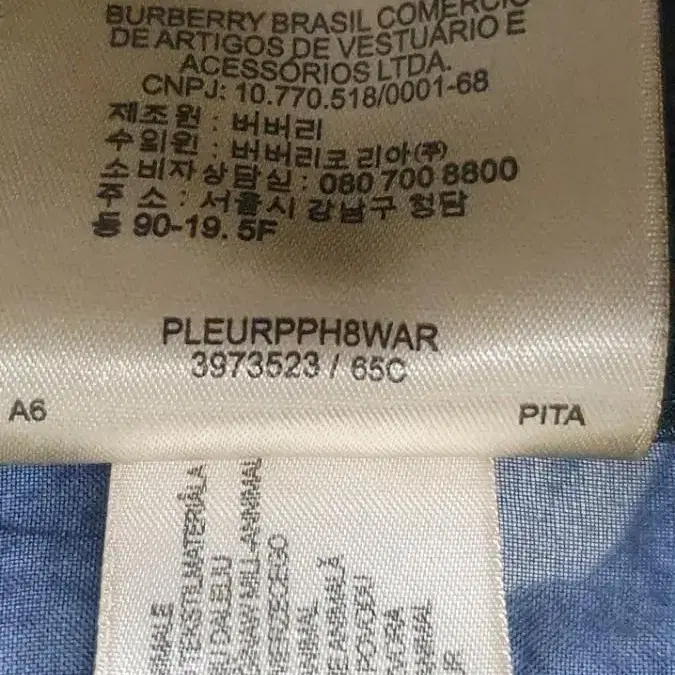 BURBERRY BRASIL COMERCIO
DE ARTIGOS DE VESTUÁRIO E
ACESSÓRIOS LTDA.
CNPJ: 10.770.518/0001-68
제조원 : 버버리
수입원 : 버버리코리아(주)
소비자상담실 : 080 700 8800
주 소 : 서울시 강남구 청담
동 90-19. 5F
PLEURPPH8WAR
3973523 / 65C
A6
PITA
TEKSTILMATERIĀLA